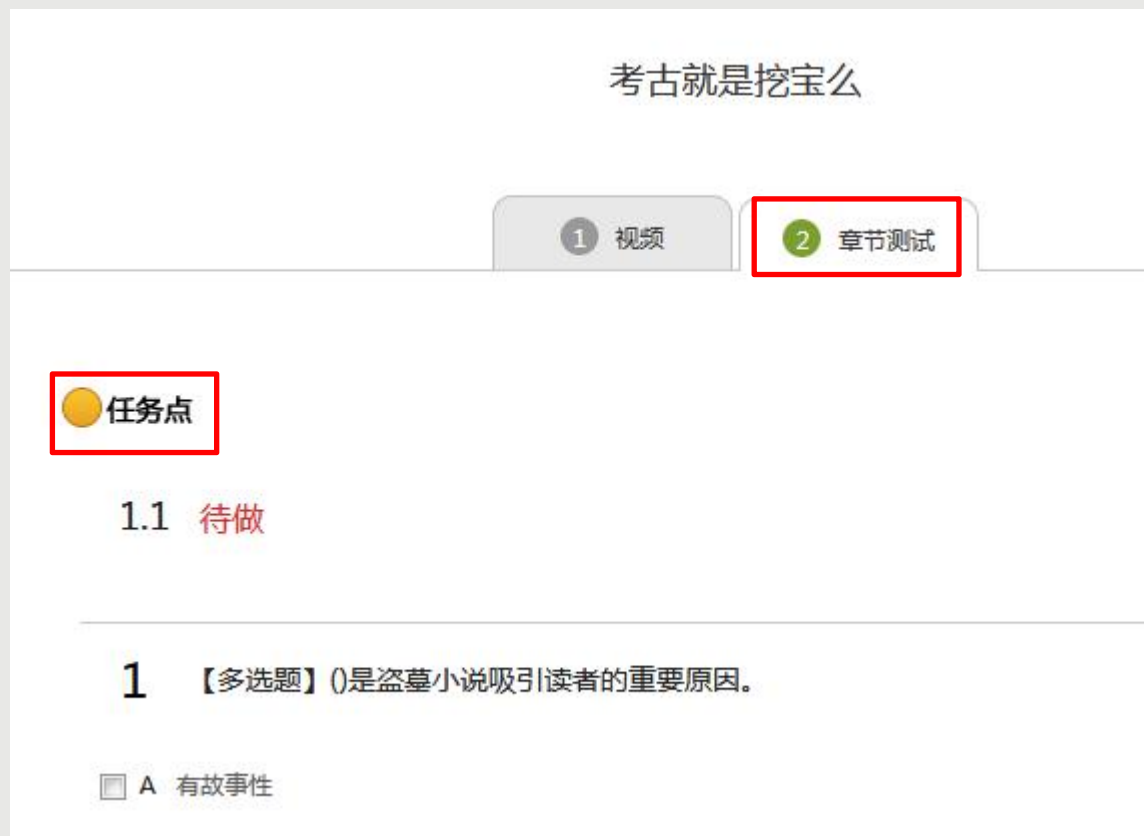 考古就是挖宝么
1 视频 2 章节测试
任务点
1.1 待做
1 【多选题】()是盗墓小说吸引读者的重要原因。
A 有故事性